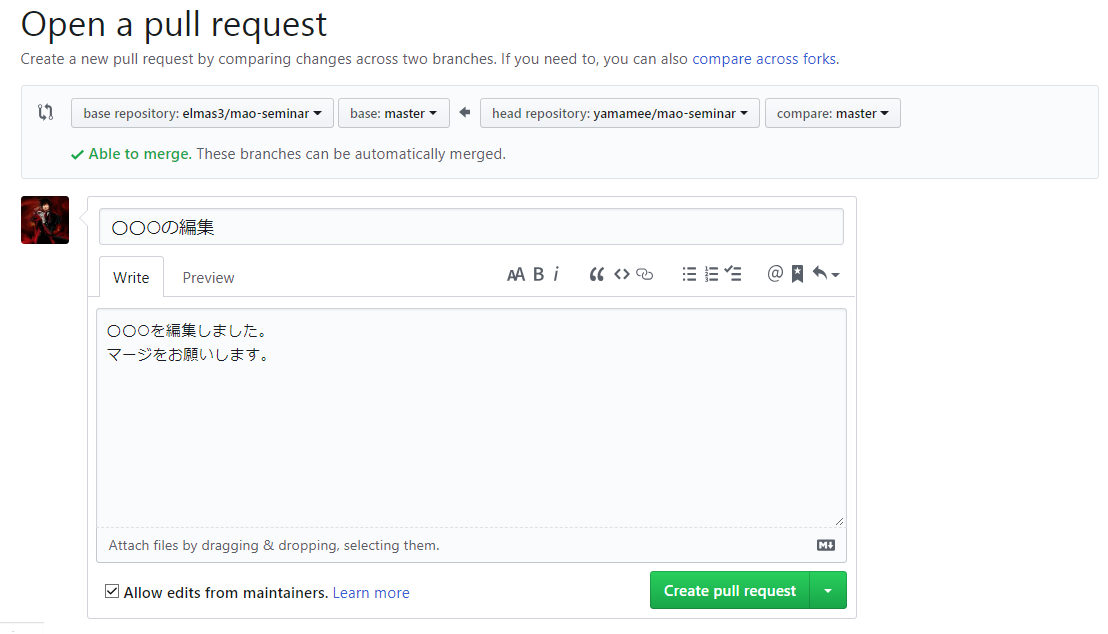 Open a pull request
Create a new pull request by comparing changes across two branches. If you need to, you can also compare across forks.
base repository: elmas3/mao-seminar base: master head repository: yamamee/mao-seminar compare: master
Able to merge. These branches can be automatically merged.
〇〇〇の編集
Write Preview AA B i @
〇〇〇を編集しました。
マージをお願いします。
Attach files by dragging & dropping, selecting them.
Allow edits from maintainers. Learn more Create pull request